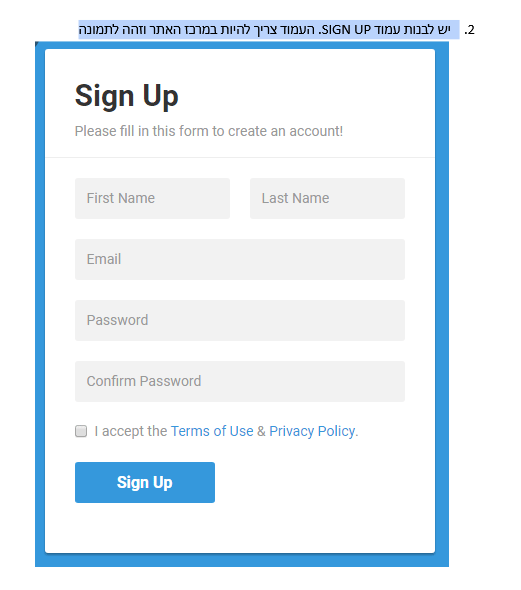 2. יש לבנות עמוד SIGN UP. העמוד צריך להיות במרכז האתר וזהה לתמונה
Sign Up
Please fill in this form to create an account!
First Name Last Name
Email
Password
Confirm Password
I accept the Terms of Use & Privacy Policy.
Sign Up